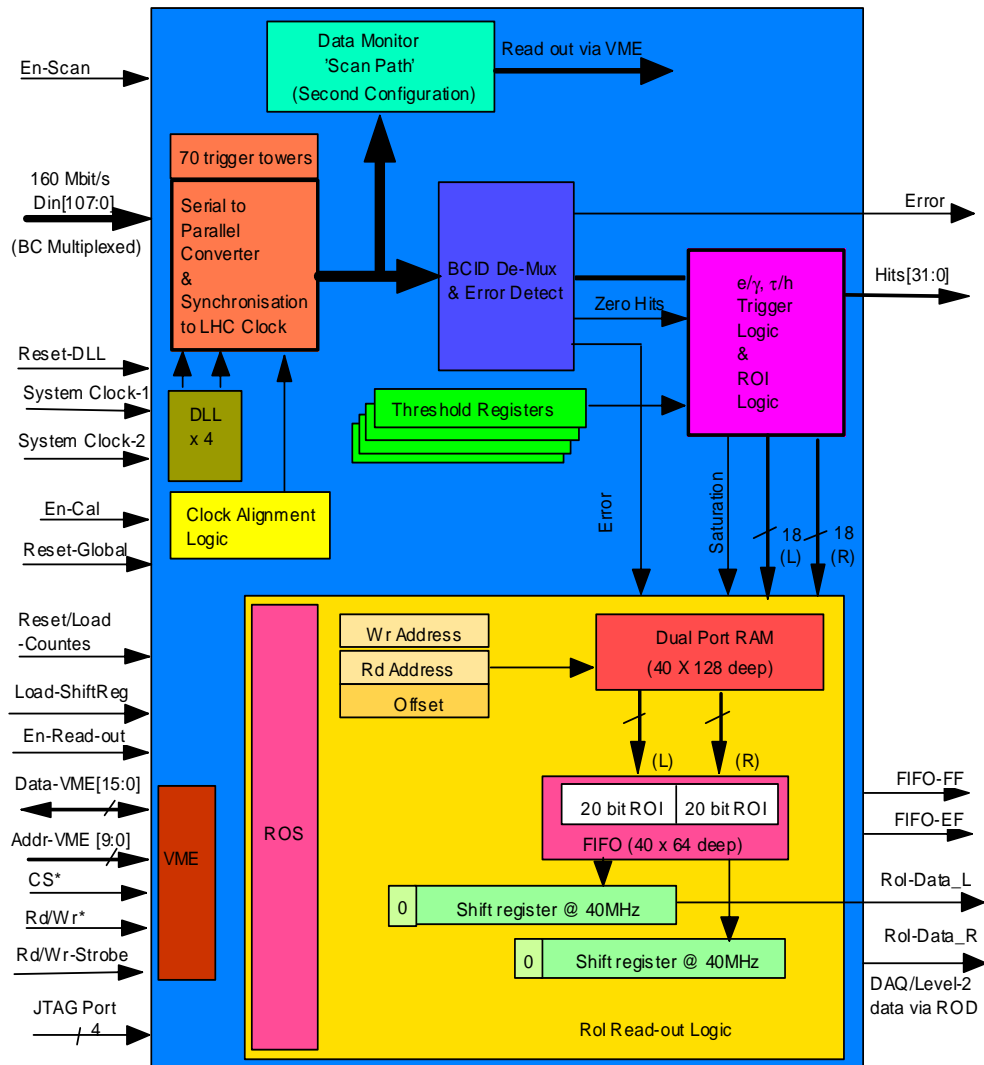 Data Monitor
'Scan Path'
(Second Configuration)
Read out via VME
En-Scan
70 trigger towers
160 Mbit/s
Din[107:0]
(BC Multiplexed)
Serial to
Parallel
Converter
&
Synchronisation
to LHC Clock
BCID De-Mux
& Error Detect
Error
Hits[31:0]
Zero Hits
e/γ, τ/h
Trigger
Logic
&
ROI
Logic
Reset-DLL
System Clock-1
System Clock-2
DLL
x 4
Threshold Registers
En-Cal
Reset-Global
Clock Alignment
Logic
Error
Saturation
18
(L)
18
(R)
Reset/Load
-Countes
Load-ShiftReg
En-Read-out
Wr Address
Rd Address
Offset
Dual Port RAM
(40 X 128 deep)
(L)
(R)
Data-VME[15:0]
Addr-VME [9:0]
CS*
Rd/Wr*
Rd/Wr-Strobe
JTAG Port
4
VME
ROS
20 bit ROI
20 bit ROI
FIFO (40 x 64 deep)
0
Shift register @ 40MHz
0
Shift register @ 40MHz
RoI Read-out Logic
FIFO-FF
FIFO-EF
RoI-Data_L
RoI-Data_R
DAQ/Level-2
data via ROD